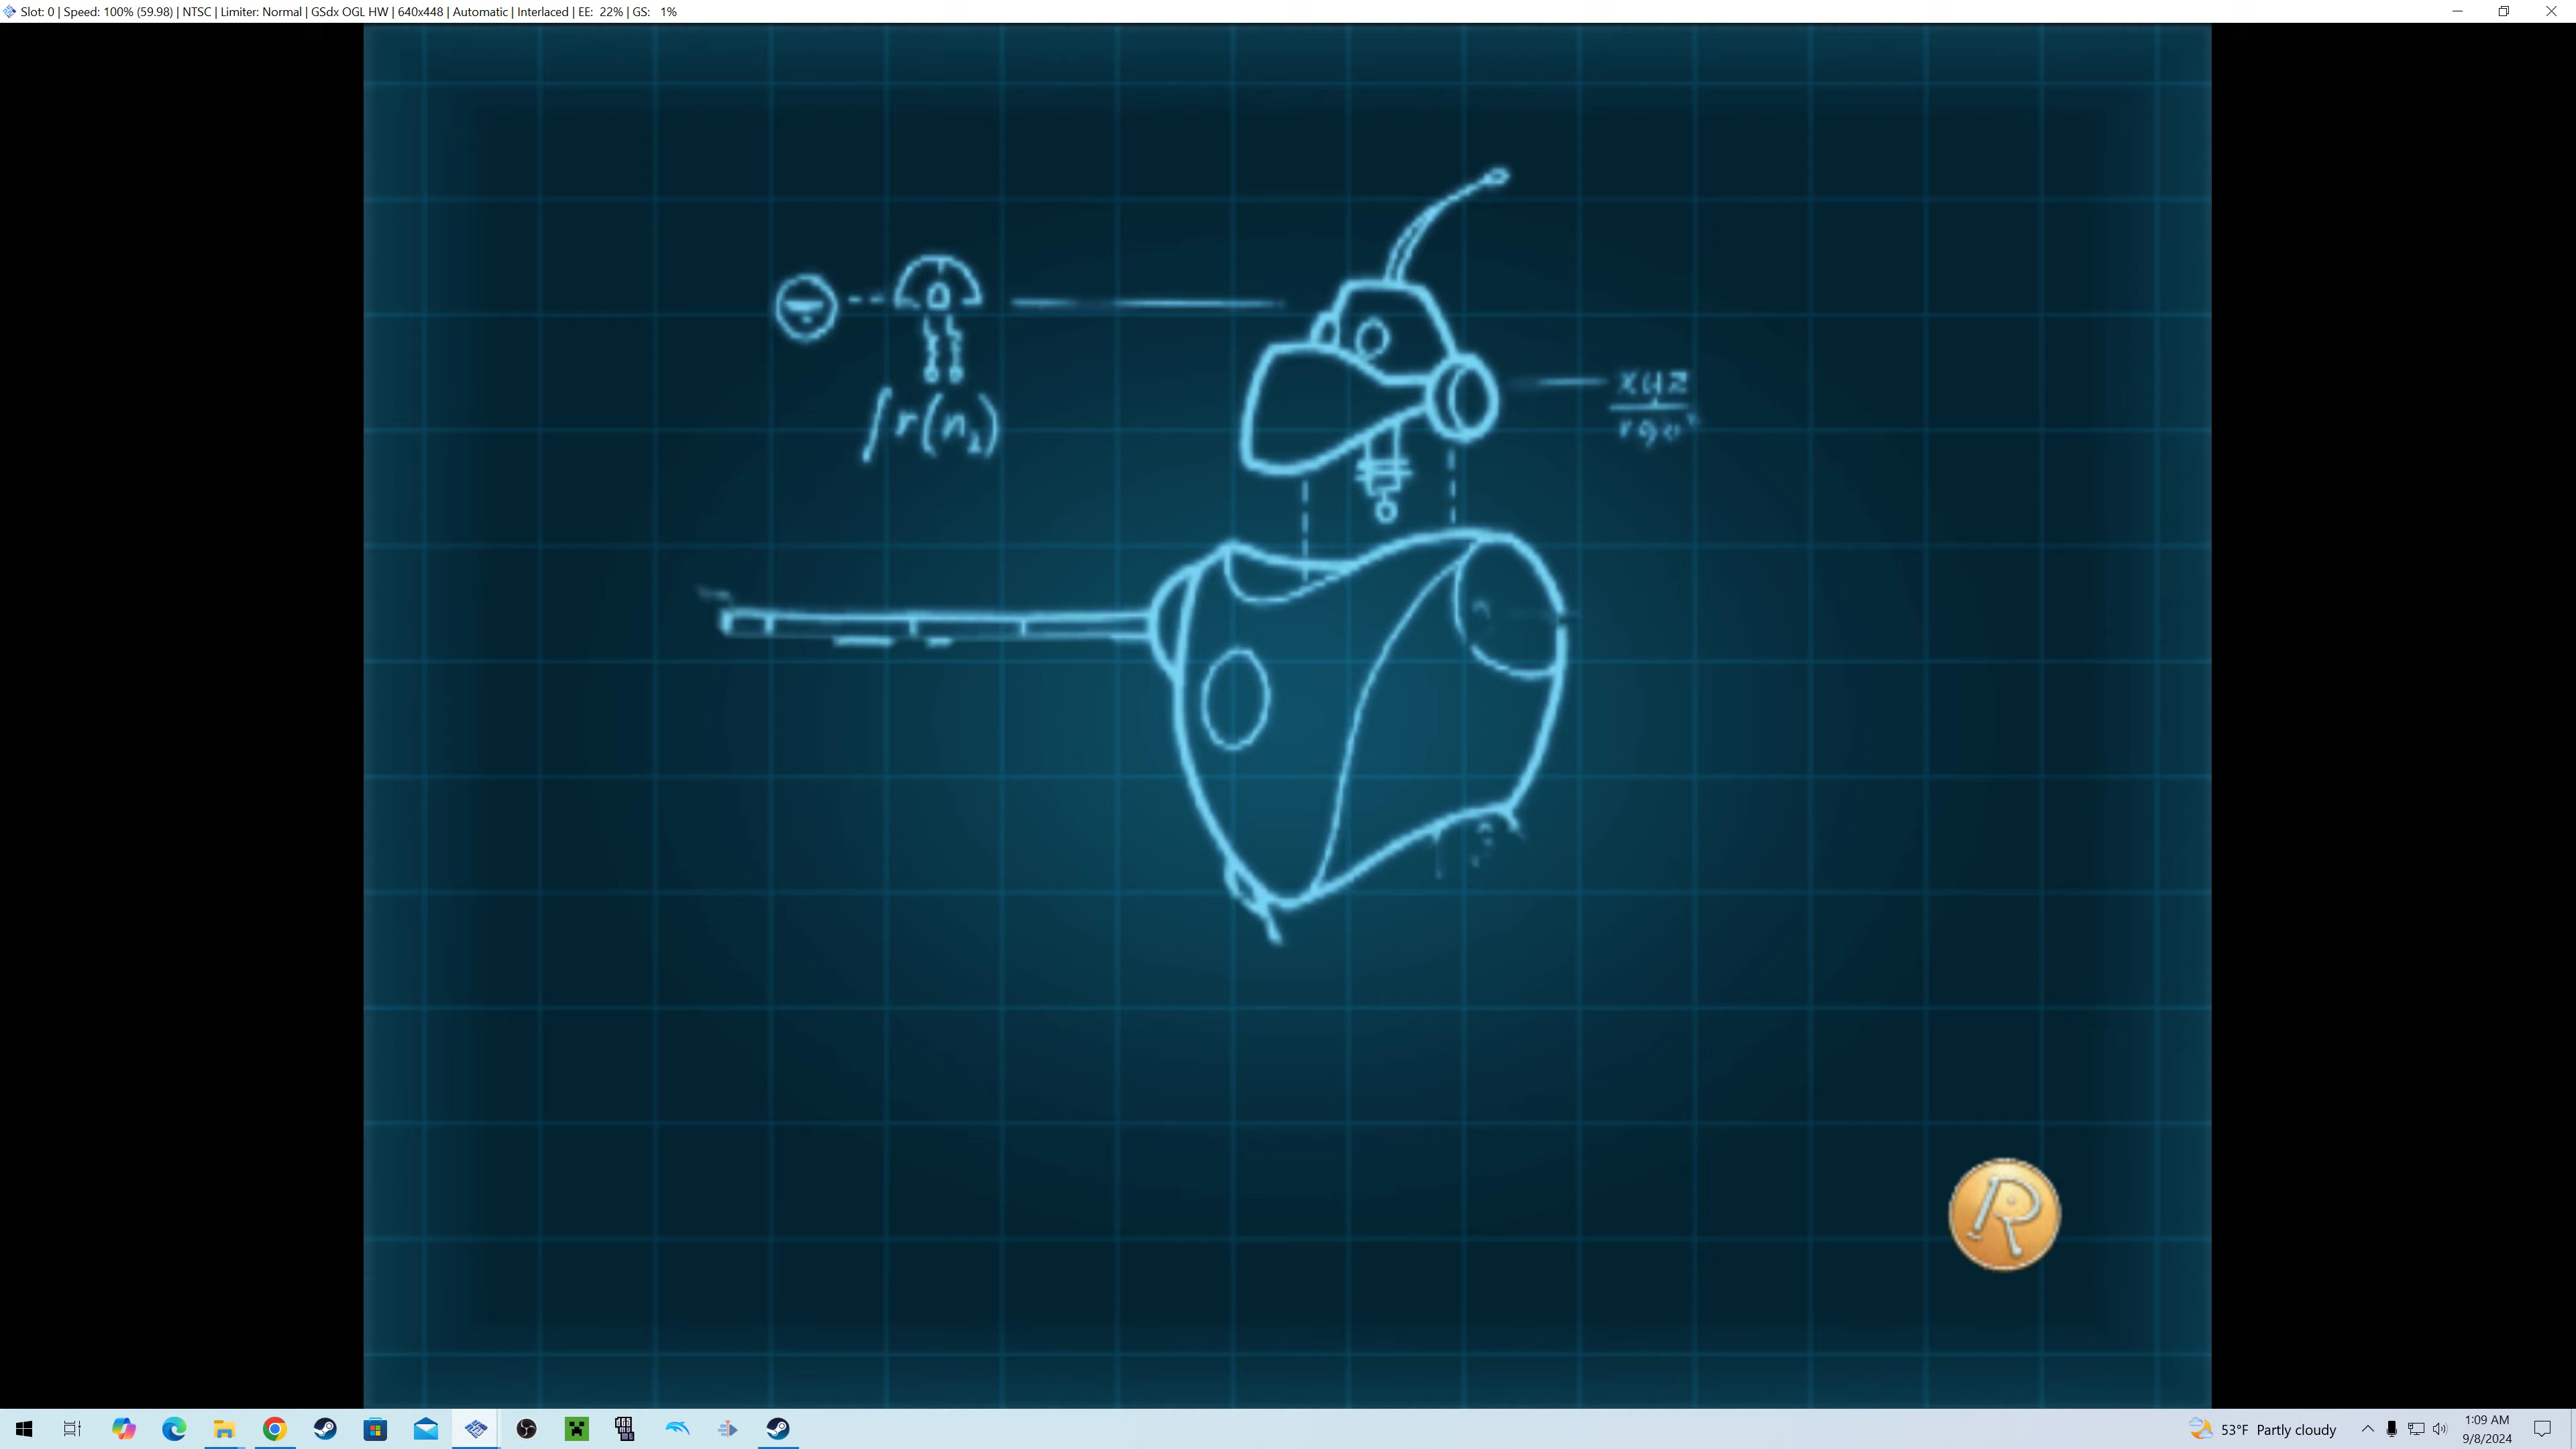 Slot: 0 | Speed: 100% (59.98) | NTSC | Limiter: Normal | GSdx OGL HW | 640x448 | Automatic | Interlaced | EE:  22% | GS:   1%
∫r(n₂)
xyz
R
53°F  Partly cloudy
1:09 AM
9/8/2024